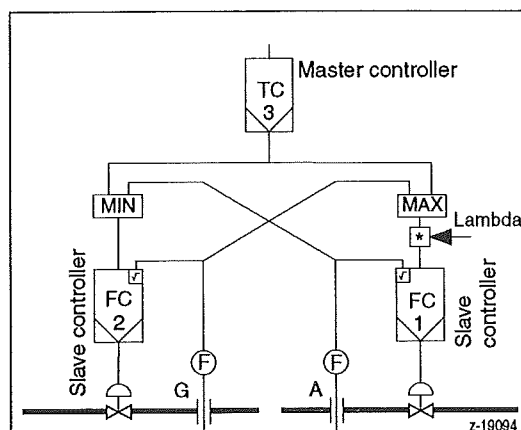 Master controller
TC
3
MIN
MAX
*
Lambda
Slave controller
√
FC
2
√
FC
1
Slave
controller
F
F
G
A
z-19094